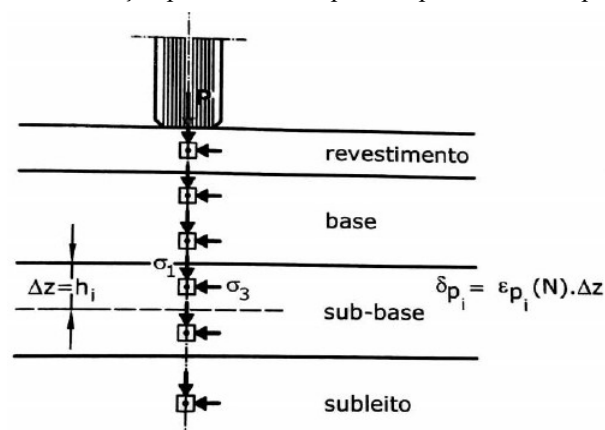 P
revestimento
base
σ1
Δz=hi
σ3
δpi = εpi(N).Δz
sub-base
subleito